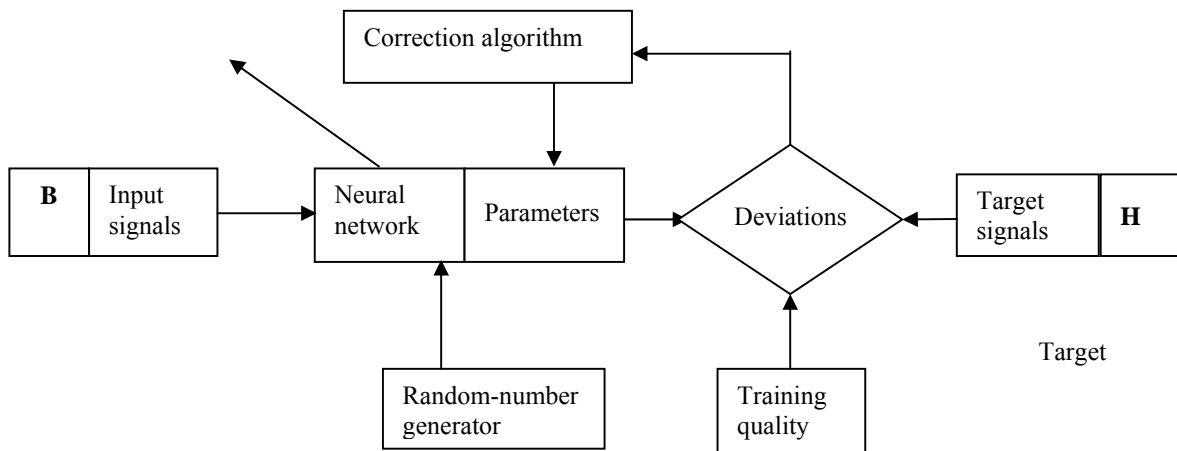 Correction algorithm
B
Input
signals
Neural
network
Parameters
Deviations
Target
signals
H
Target
Random-number
generator
Training
quality